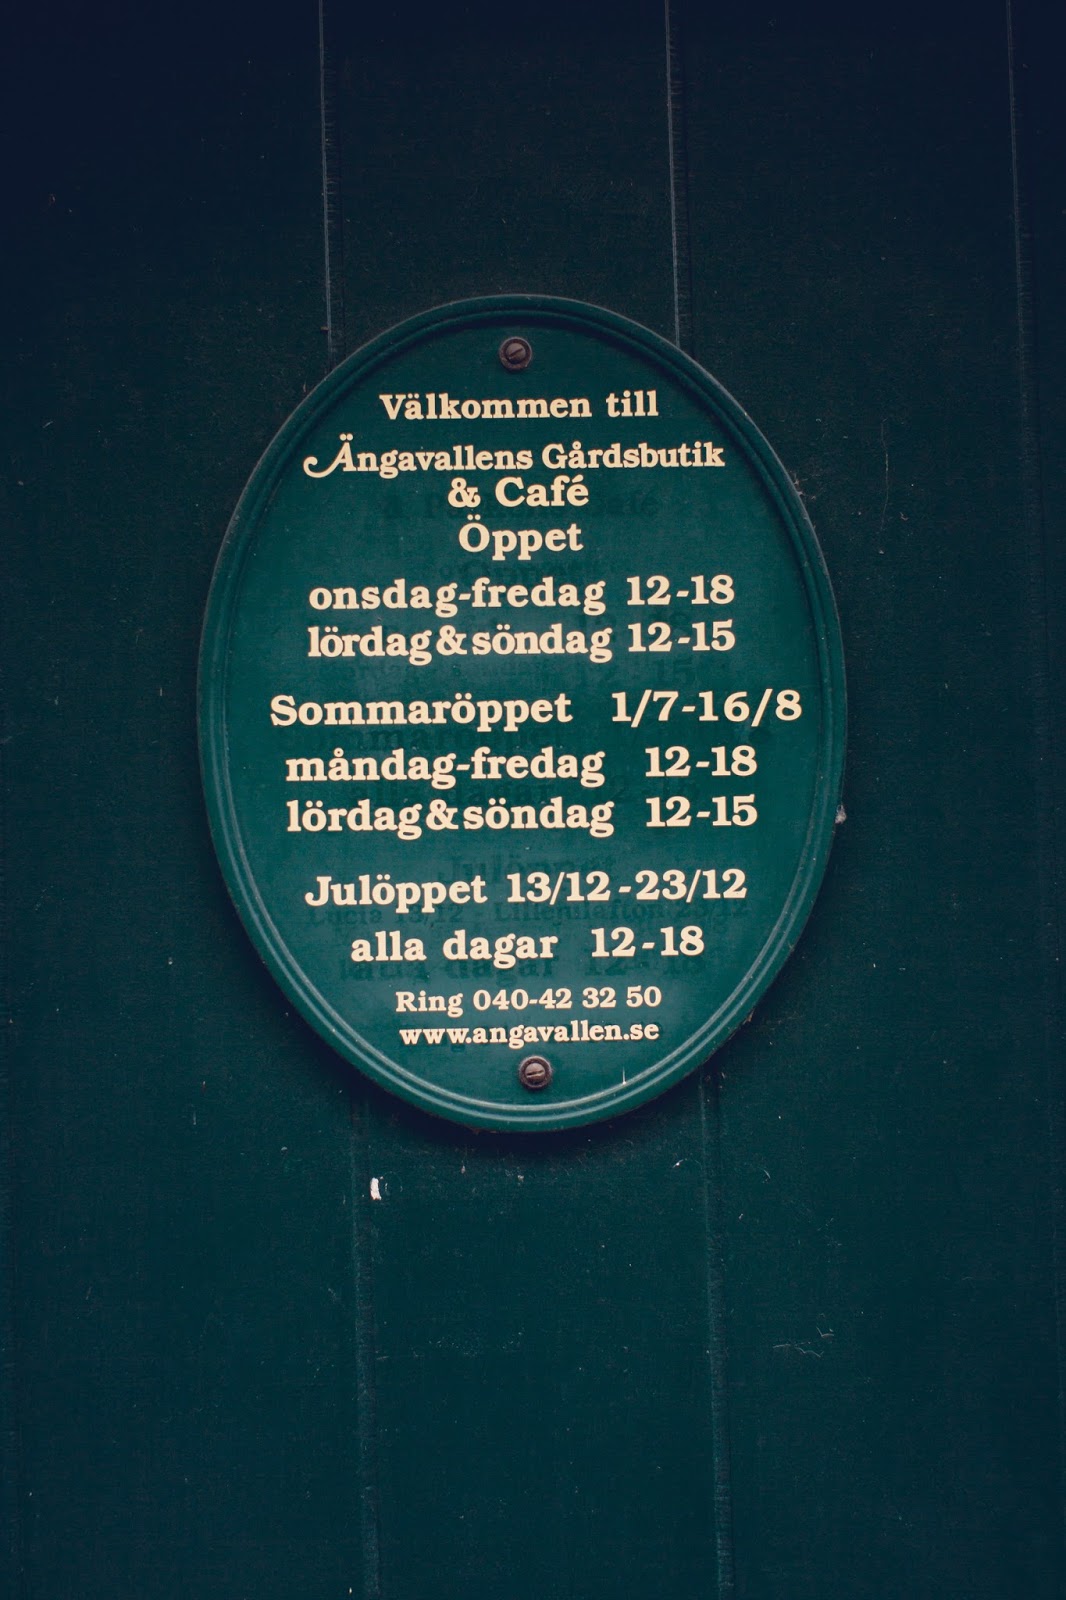 Välkommen till
Ängavallens Gårdsbutik
& Café
Öppet
onsdag-fredag 12-18
lördag & söndag 12-15
Sommaröppet 1/7-16/8
måndag-fredag 12-18
lördag & söndag 12-15
Julöppet 13/12-23/12
alla dagar 12-18
Ring 040-42 32 50
www.angavallen.se